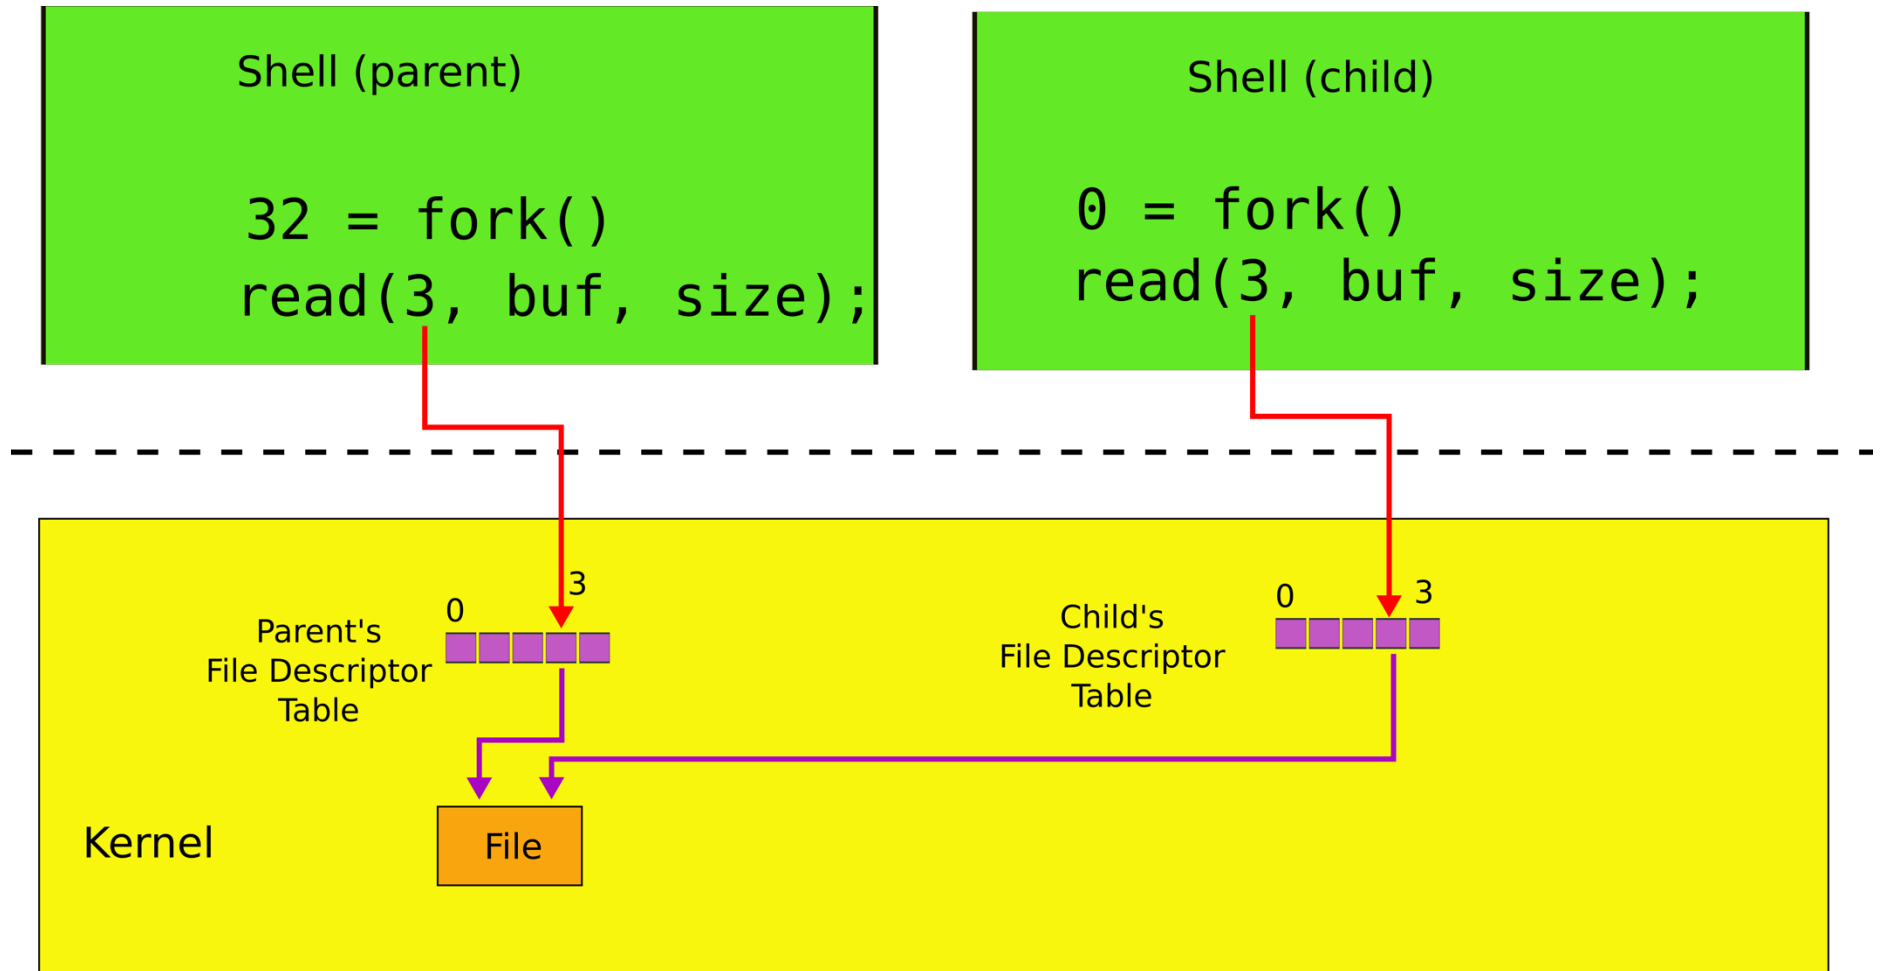 Shell (parent)
32 = fork()
read(3, buf, size);
Shell (child)
0 = fork()
read(3, buf, size);
0
3
Parent's
File Descriptor
Table
0
3
Child's
File Descriptor
Table
Kernel
File